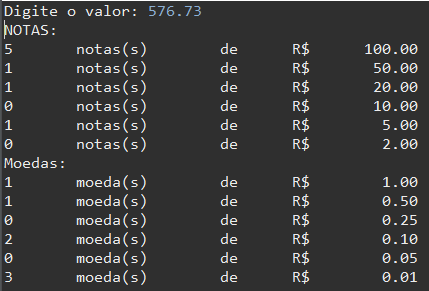 Digite o valor: 576.73
NOTAS:
5 notas(s) de R$ 100.00
1 notas(s) de R$ 50.00
1 notas(s) de R$ 20.00
0 notas(s) de R$ 10.00
1 notas(s) de R$ 5.00
0 notas(s) de R$ 2.00
Moedas:
1 moeda(s) de R$ 1.00
1 moeda(s) de R$ 0.50
0 moeda(s) de R$ 0.25
2 moeda(s) de R$ 0.10
0 moeda(s) de R$ 0.05
3 moeda(s) de R$ 0.01